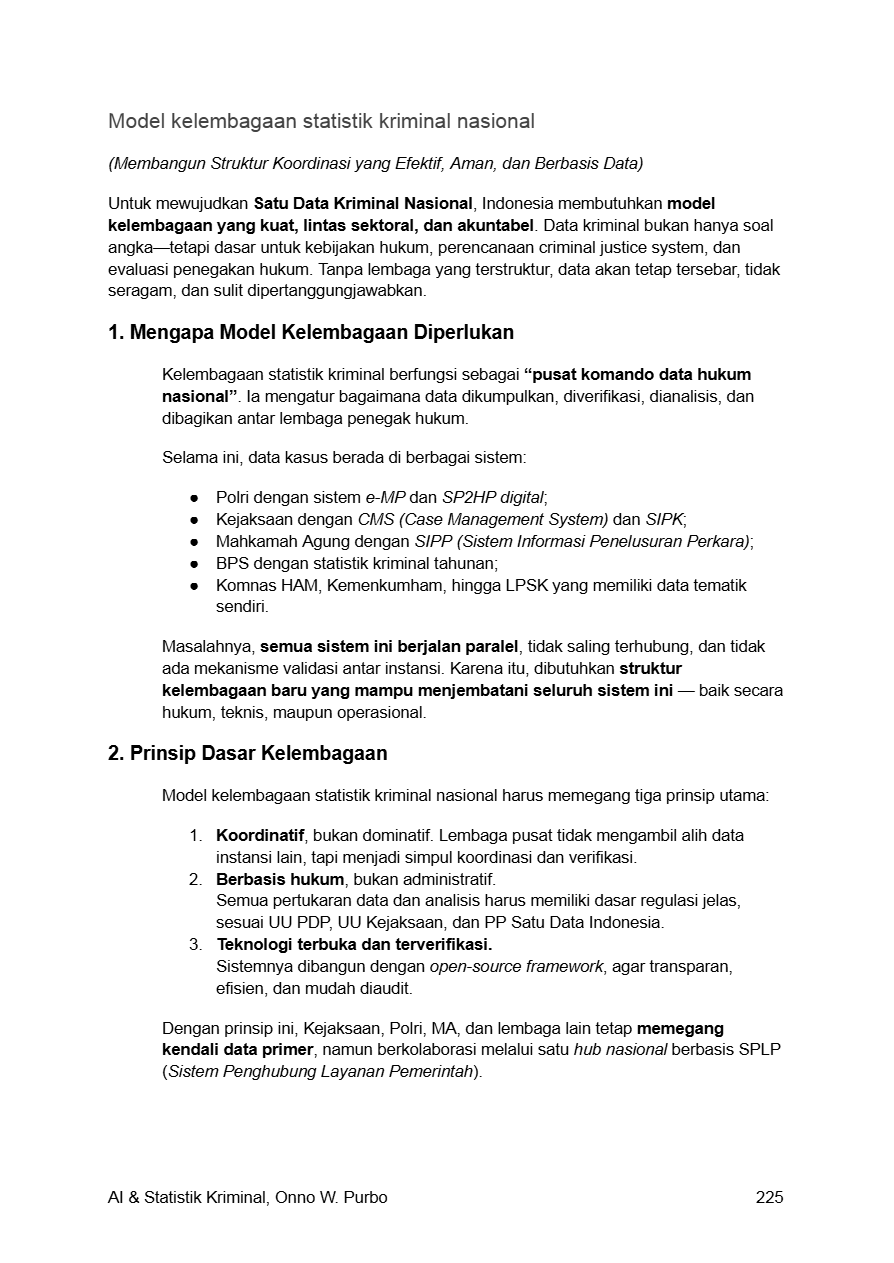 Model kelembagaan statistik kriminal nasional
(Membangun Struktur Koordinasi yang Efektif, Aman, dan Berbasis Data)
Untuk mewujudkan Satu Data Kriminal Nasional, Indonesia membutuhkan model
kelembagaan yang kuat, lintas sektoral, dan akuntabel. Data kriminal bukan hanya soal
angka—tetapi dasar untuk kebijakan hukum, perencanaan criminal justice system, dan
evaluasi penegakan hukum. Tanpa lembaga yang terstruktur, data akan tetap tersebar, tidak
seragam, dan sulit dipertanggungjawabkan.
1. Mengapa Model Kelembagaan Diperlukan
Kelembagaan statistik kriminal berfungsi sebagai “pusat komando data hukum
nasional”. Ia mengatur bagaimana data dikumpulkan, diverifikasi, dianalisis, dan
dibagikan antar lembaga penegak hukum.
Selama ini, data kasus berada di berbagai sistem:
● Polri dengan sistem e-MP dan SP2HP digital;
● Kejaksaan dengan CMS (Case Management System) dan SIPK;
● Mahkamah Agung dengan SIPP (Sistem Informasi Penelusuran Perkara);
● BPS dengan statistik kriminal tahunan;
● Komnas HAM, Kemenkumham, hingga LPSK yang memiliki data tematik
sendiri.
Masalahnya, semua sistem ini berjalan paralel, tidak saling terhubung, dan tidak
ada mekanisme validasi antar instansi. Karena itu, dibutuhkan struktur
kelembagaan baru yang mampu menjembatani seluruh sistem ini — baik secara
hukum, teknis, maupun operasional.
2. Prinsip Dasar Kelembagaan
Model kelembagaan statistik kriminal nasional harus memegang tiga prinsip utama:
1. Koordinatif, bukan dominatif. Lembaga pusat tidak mengambil alih data
instansi lain, tapi menjadi simpul koordinasi dan verifikasi.
2. Berbasis hukum, bukan administratif.
Semua pertukaran data dan analisis harus memiliki dasar regulasi jelas,
sesuai UU PDP, UU Kejaksaan, dan PP Satu Data Indonesia.
3. Teknologi terbuka dan terverifikasi.
Sistemnya dibangun dengan open-source framework, agar transparan,
efisien, dan mudah diaudit.
Dengan prinsip ini, Kejaksaan, Polri, MA, dan lembaga lain tetap memegang
kendali data primer, namun berkolaborasi melalui satu hub nasional berbasis SPLP
(Sistem Penghubung Layanan Pemerintah).
AI & Statistik Kriminal, Onno W. Purbo 225